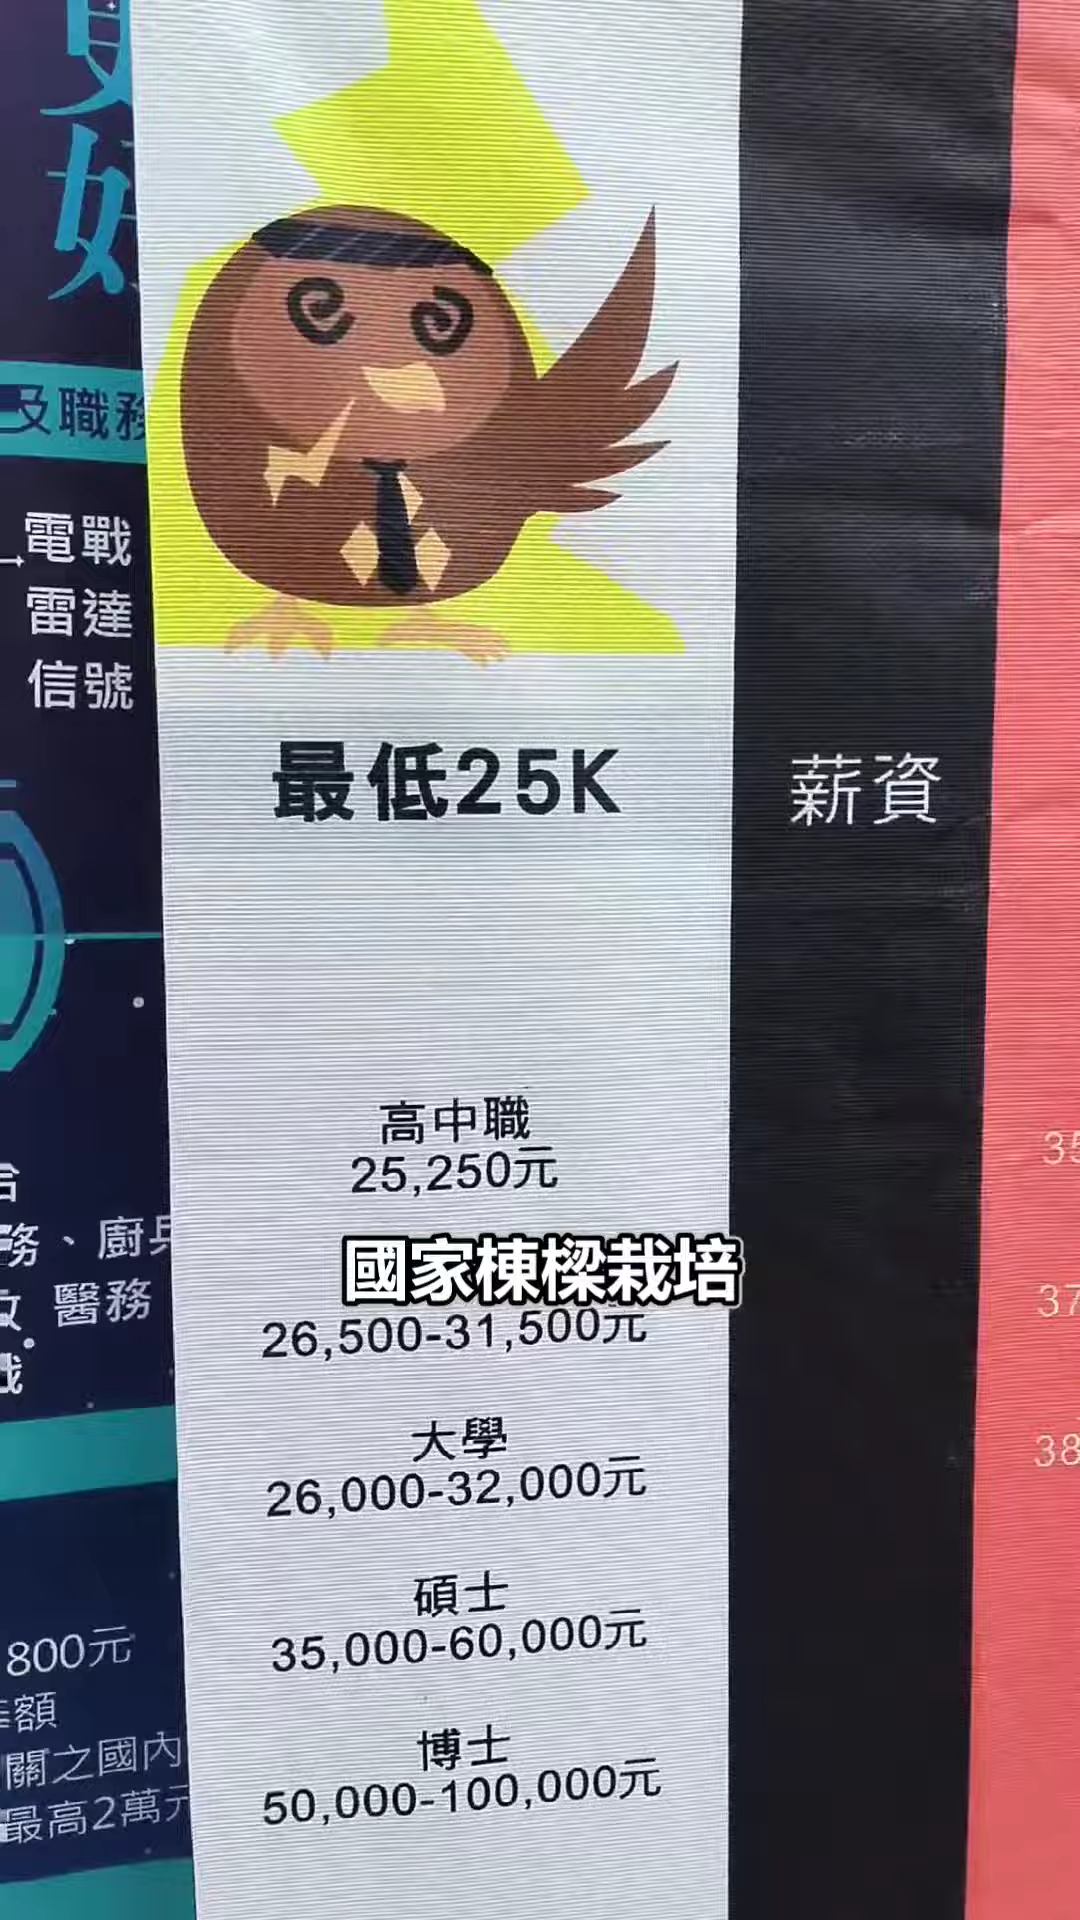 好
及職務
電戰
雷達
信號
務、廚兵
醫務
800元
關之國內
最高2萬元
最低25K
高中職
25,250元
國家棟樑栽培
26,500-31,500元
大學
26,000-32,000元
碩士
35,000-60,000元
博士
50,000-100,000元
薪資
35
37
38